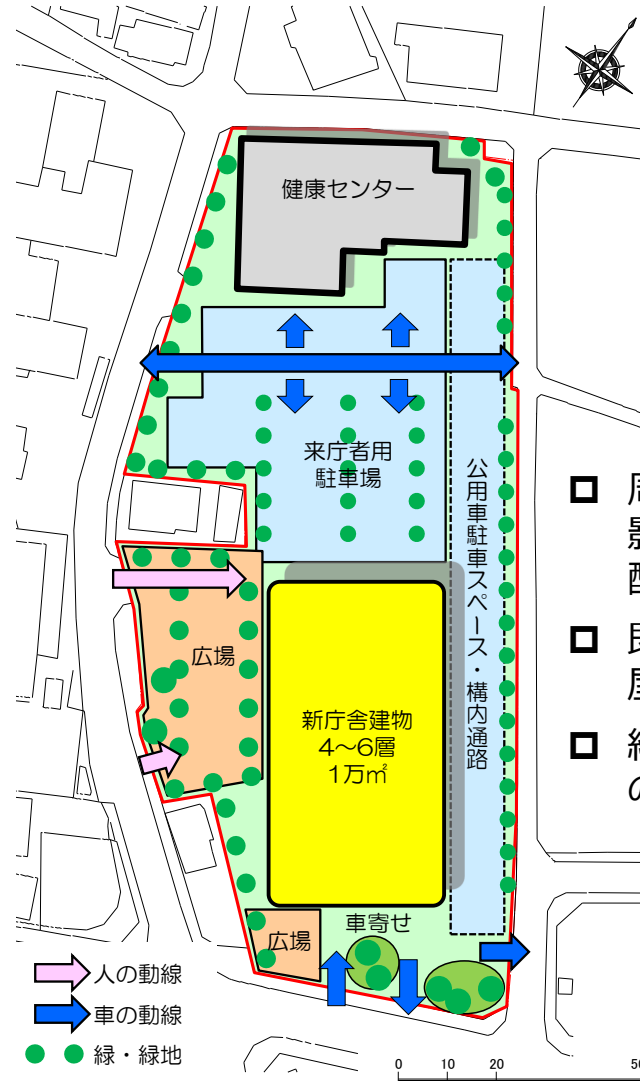 健康センター
来庁者用
駐車場
公用車駐車スペース・構内通路
広場
新庁舎建物
4～6層
1万㎡
広場
車寄せ
人の動線
車の動線
緑・緑地
0 10 20